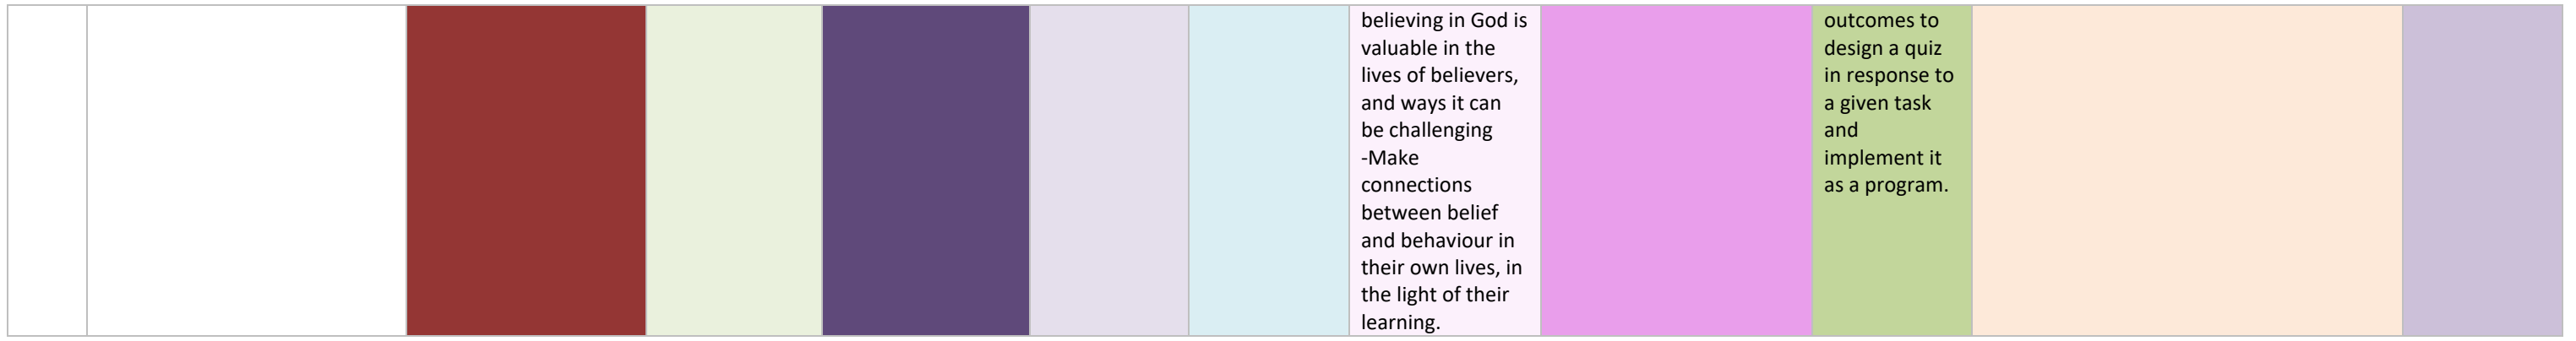 believing in God is
valuable in the
lives of believers,
and ways it can
be challenging
-Make
connections
between belief
and behaviour in
their own lives, in
the light of their
learning.
outcomes to
design a quiz
in response to
a given task
and
implement it
as a program.